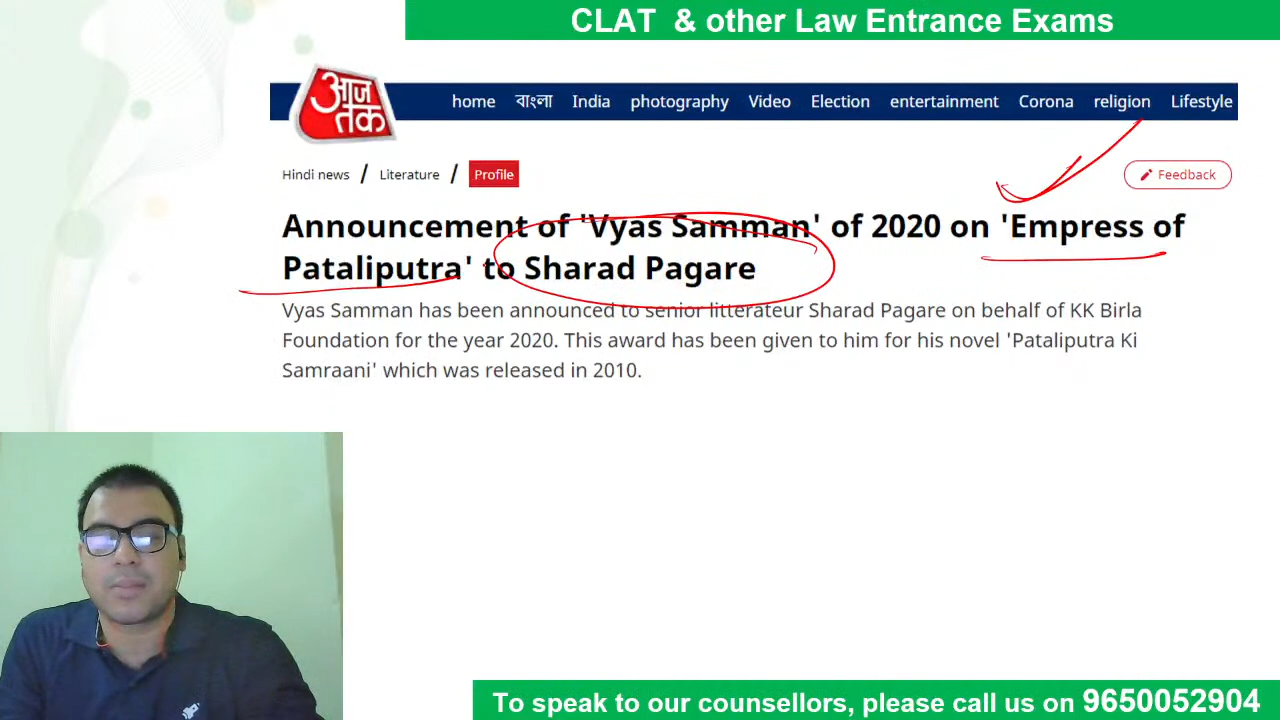 CLAT & other Law Entrance Exams
आज
तक
home বাংলা India photography Video Election entertainment Corona religion Lifestyle
Hindi news / Literature / Profile
Feedback
Announcement of 'Vyas Samman' of 2020 on 'Empress of
Pataliputra' to Sharad Pagare
Vyas Samman has been announced to senior litterateur Sharad Pagare on behalf of KK Birla
Foundation for the year 2020. This award has been given to him for his novel 'Pataliputra Ki
Samraani' which was released in 2010.
To speak to our counsellors, please call us on 9650052904